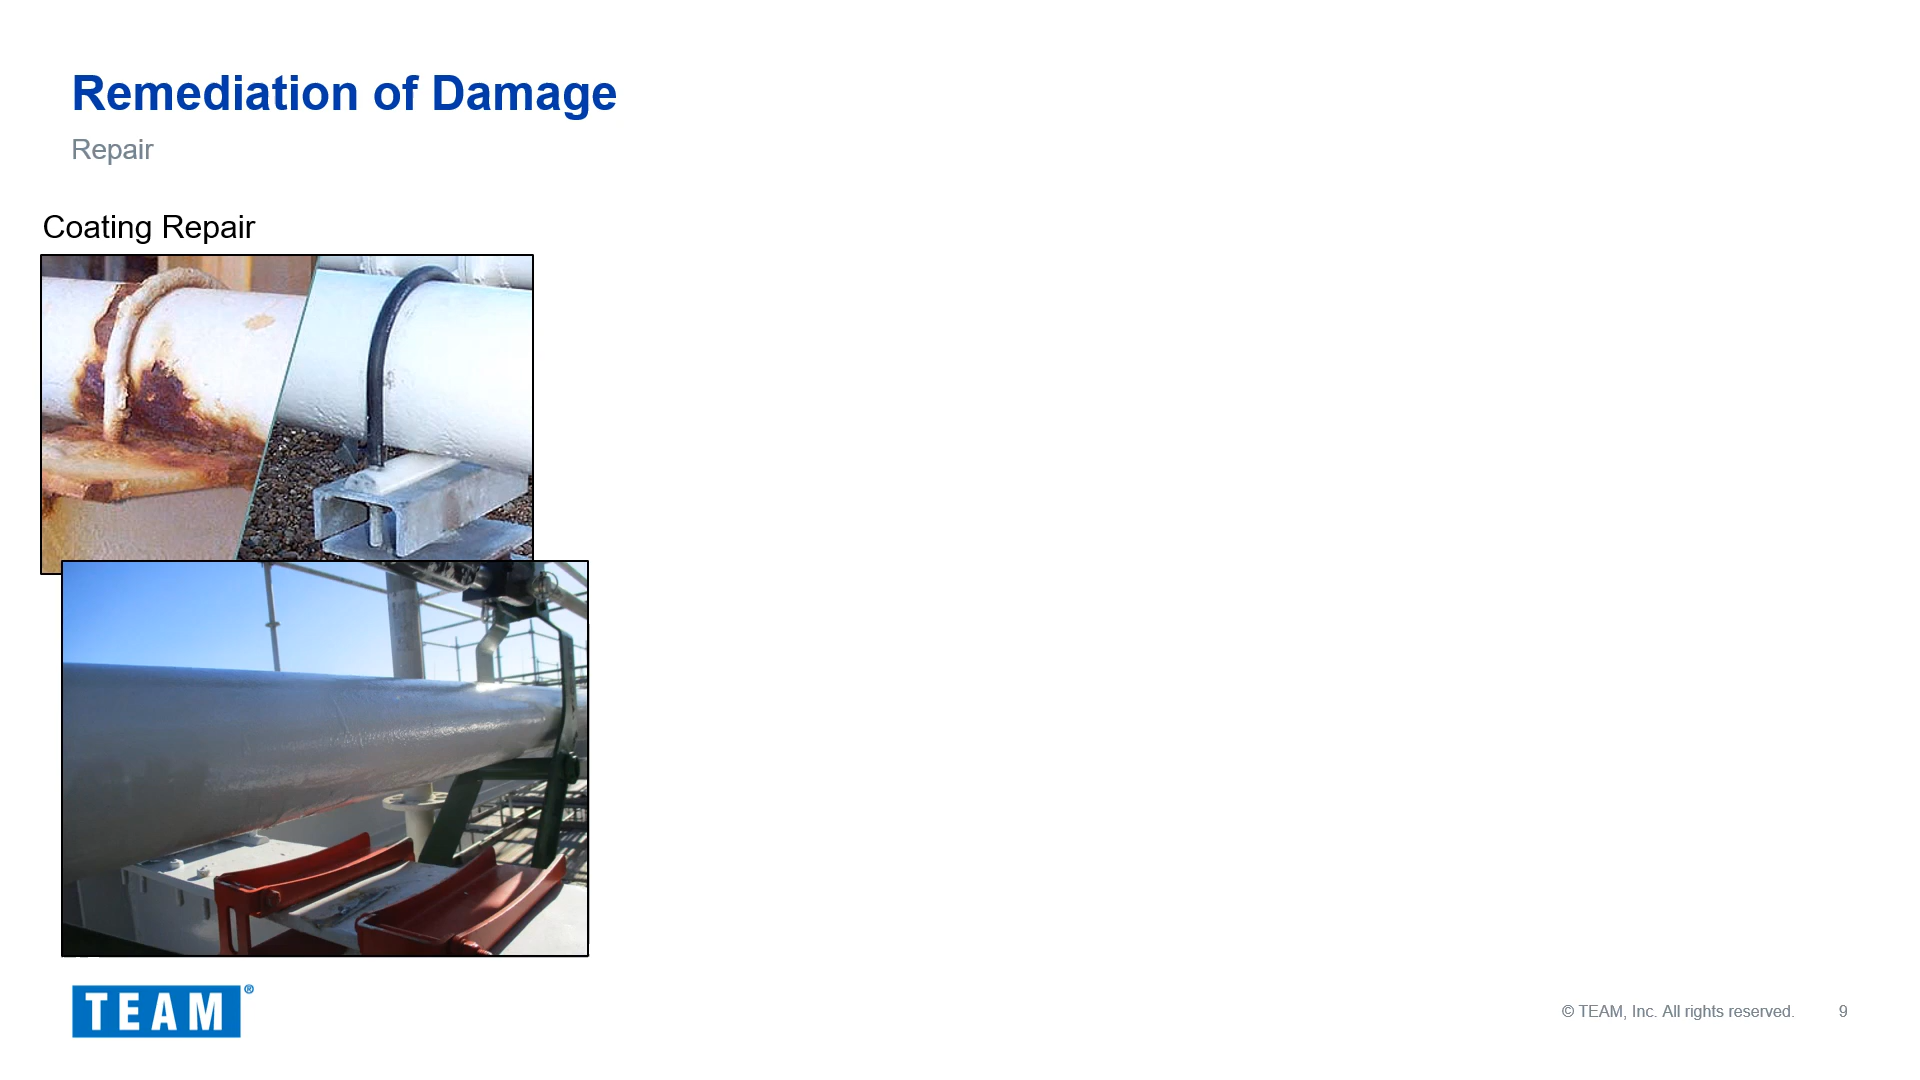 Remediation of Damage
Repair
Coating Repair
TEAM®
© TEAM, Inc. All rights reserved. 9